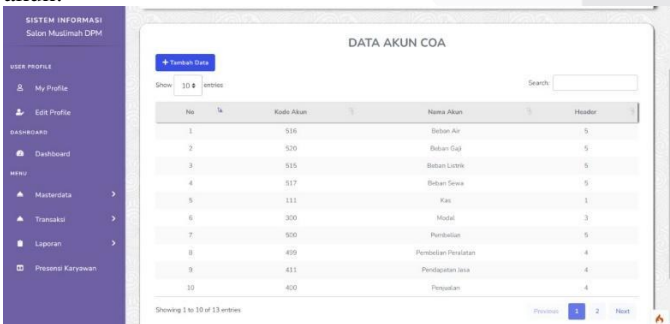 SISTEM INFORMASI
Salon Muslimah DPM
USER PROFILE
My Profile
Edit Profile
DASHBOARD
Dashboard
MENU
Masterdata
Transaksi
Laporan
Presensi Karyawan
DATA AKUN COA
+ Tambah Data
Show 10 entries
Search:
No Kode Akun Nama Akun Header
1 516 Beban Air 5
2 520 Beban Gaji 5
3 515 Beban Listrik 5
4 517 Beban Sewa 5
5 111 Kas 1
6 300 Modal 3
7 500 Pembelian 5
8 499 Pembelian Peralatan 4
9 411 Pendapatan Jasa 4
10 400 Penjualan 4
Showing 1 to 10 of 13 entries
Previous 1 2 Next